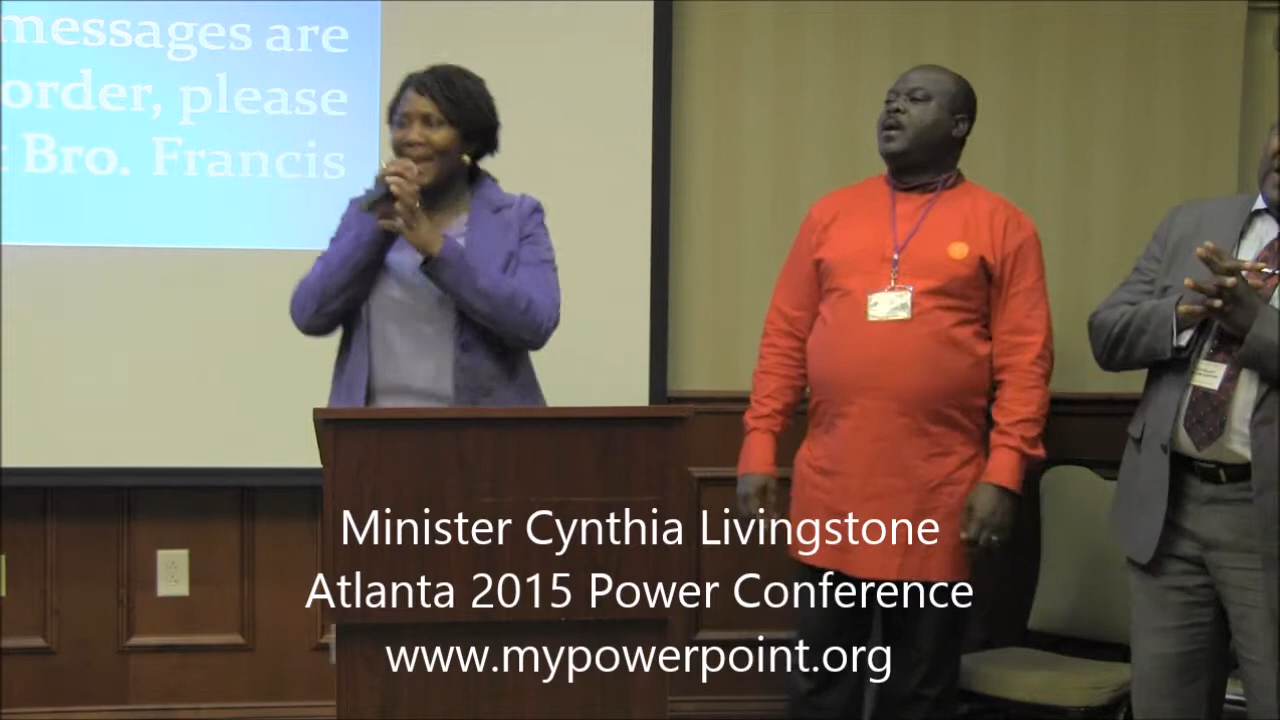 messages are
order, please
Bro. Francis
Minister Cynthia Livingstone
Atlanta 2015 Power Conference
www.mypowerpoint.org